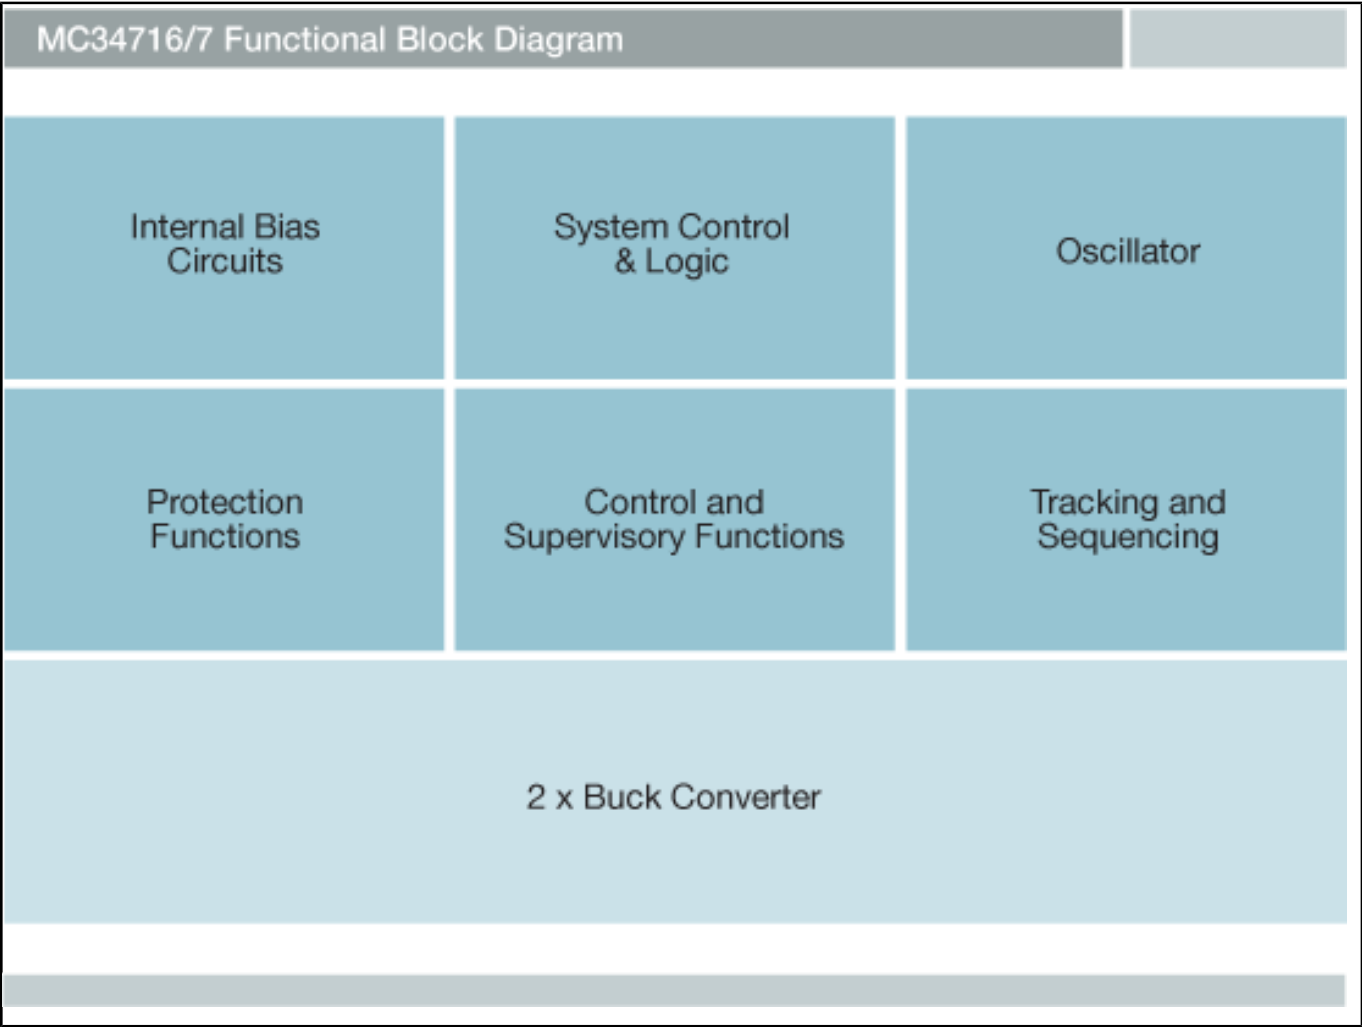 MC34716/7 Functional Block Diagram
Internal Bias
Circuits
System Control
& Logic
Oscillator
Protection
Functions
Control and
Supervisory Functions
Tracking and
Sequencing
2 x Buck Converter